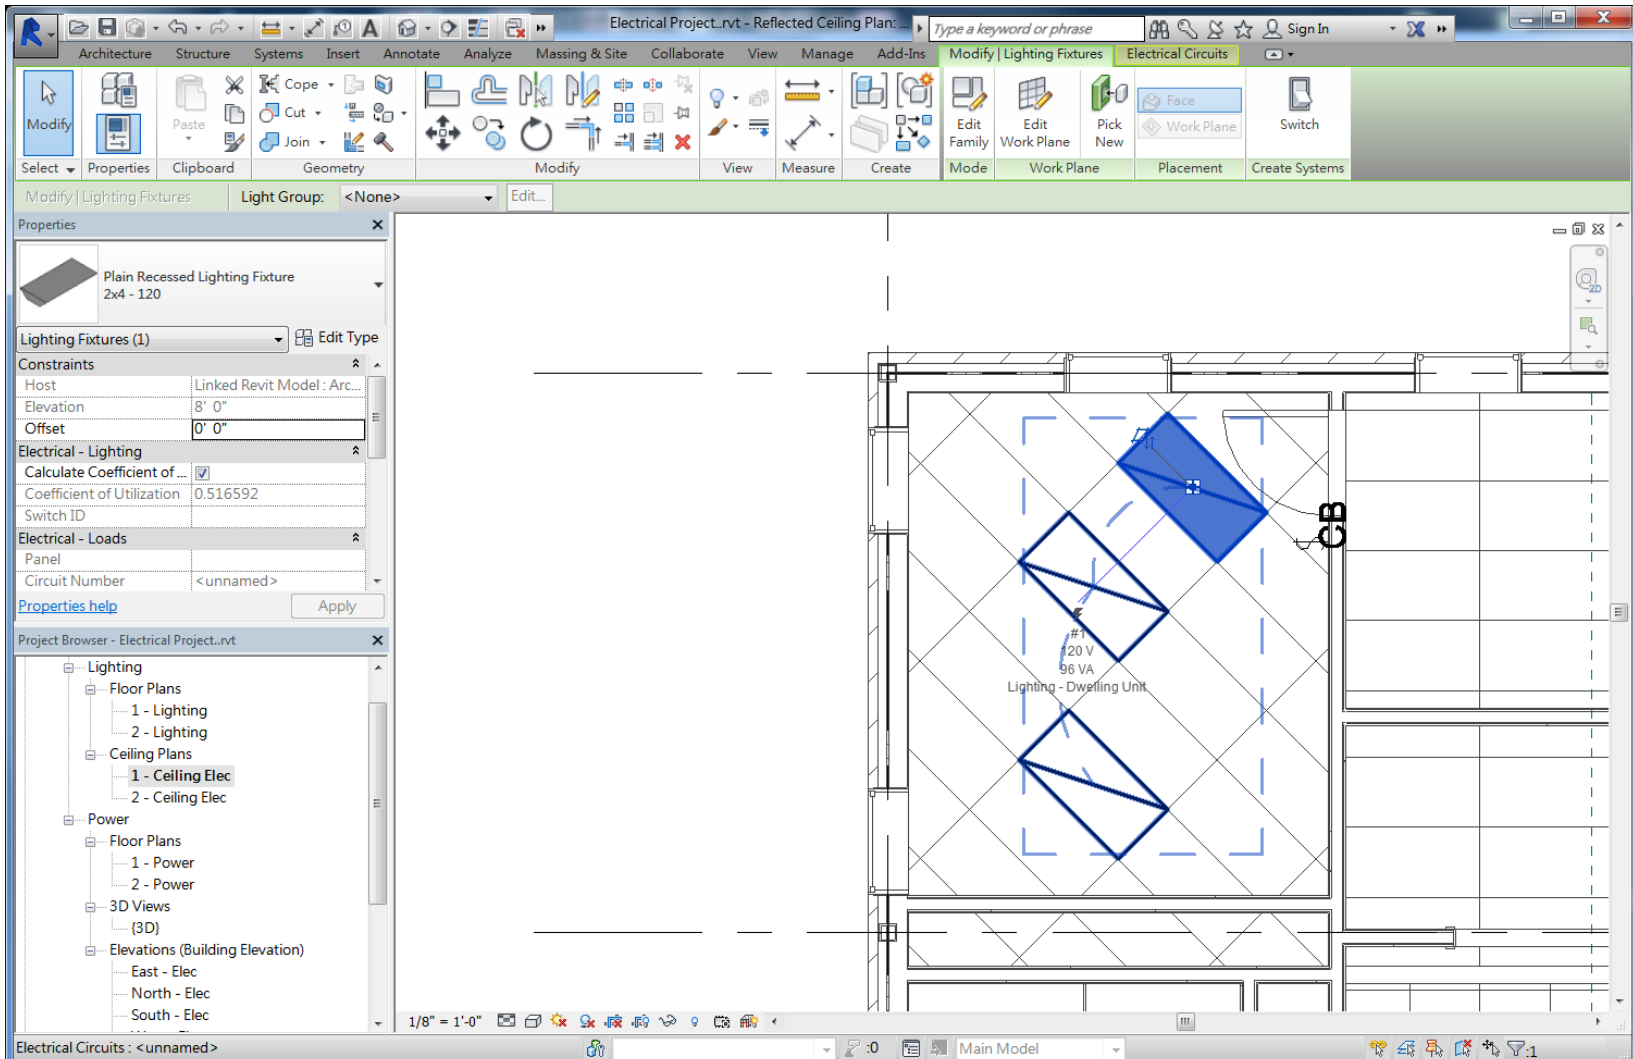 Electrical Project..rvt - Reflected Ceiling Plan: ...
Type a keyword or phrase
Sign In
Architecture
Structure
Systems
Insert
Annotate
Analyze
Massing & Site
Collaborate
View
Manage
Add-Ins
Modify | Lighting Fixtures
Electrical Circuits
Modify
Paste
Cope
Cut
Join
Edit Family
Edit Work Plane
Pick New
Face
Work Plane
Switch
Select
Properties
Clipboard
Geometry
Modify
View
Measure
Create
Mode
Work Plane
Placement
Create Systems
Modify | Lighting Fixtures
Light Group:
<None>
Edit...
Properties
Plain Recessed Lighting Fixture
2x4 - 120
Lighting Fixtures (1)
Edit Type
Constraints
Host
Linked Revit Model : Arc...
Elevation
8' 0"
Offset
0' 0"
Electrical - Lighting
Calculate Coefficient of ...
Coefficient of Utilization
0.516592
Switch ID
Electrical - Loads
Panel
Circuit Number
<unnamed>
Properties help
Apply
Project Browser - Electrical Project..rvt
Lighting
Floor Plans
1 - Lighting
2 - Lighting
Ceiling Plans
1 - Ceiling Elec
2 - Ceiling Elec
Power
Floor Plans
1 - Power
2 - Power
3D Views
{3D}
Elevations (Building Elevation)
East - Elec
North - Elec
South - Elec
2D
CB
#1
120 V
96 VA
Lighting - Dwelling Unit
1/8" = 1'-0"
Electrical Circuits : <unnamed>
:0
Main Model
:1